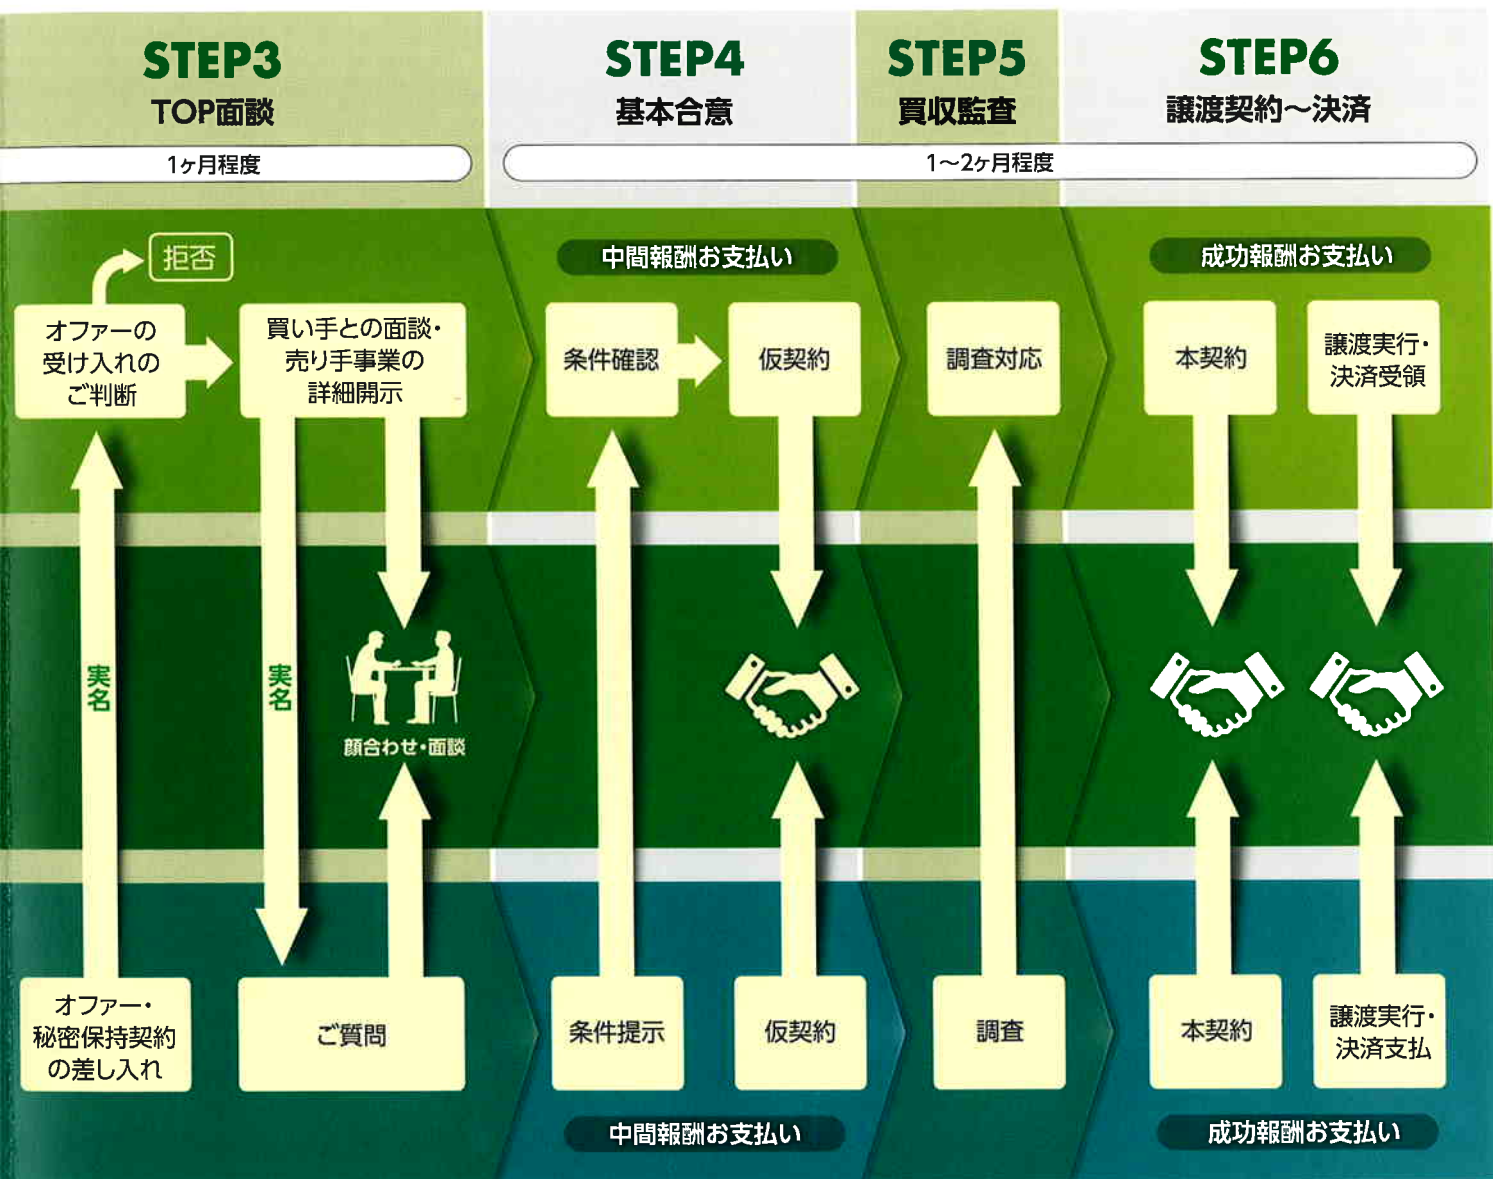 STEP3
TOP面談
1ヶ月程度
STEP4
基本合意
STEP5
買収監査
STEP6
譲渡契約〜決済
1〜2ヶ月程度
拒否
オファーの
受け入れの
ご判断
買い手との面談・
売り手事業の
詳細開示
中間報酬お支払い
条件確認
仮契約
調査対応
成功報酬お支払い
本契約
譲渡実行・
決済受領
実名
実名
顔合わせ・面談
オファー・
秘密保持契約
の差し入れ
ご質問
条件提示
仮契約
調査
本契約
譲渡実行・
決済支払
中間報酬お支払い
成功報酬お支払い